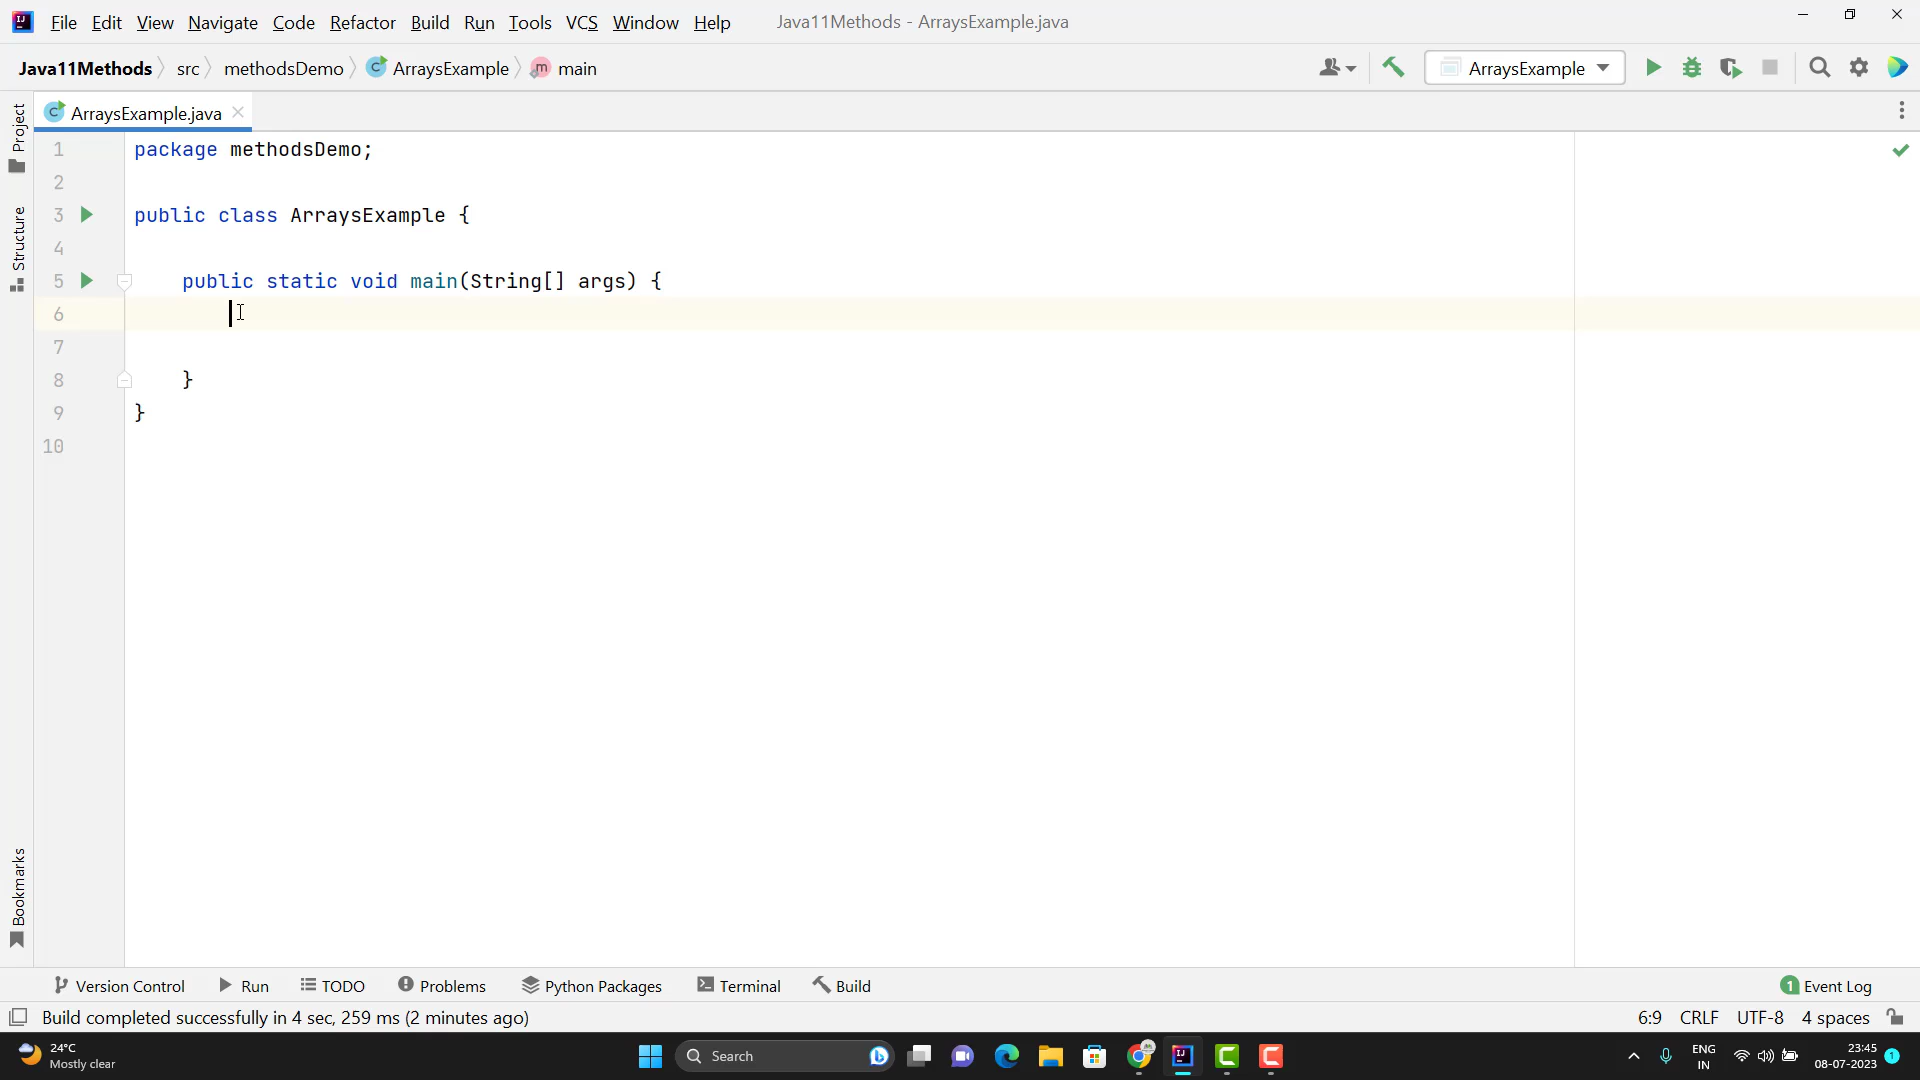 File Edit View Navigate Code Refactor Build Run Tools VCS Window Help Java11Methods - ArraysExample.java
Java11Methods src methodsDemo ArraysExample main ArraysExample
ArraysExample.java
Project
Structure
Bookmarks
1 package methodsDemo;
2
3 public class ArraysExample {
4
5 public static void main(String[] args) {
6
7
8 }
9 }
10
Version Control Run TODO Problems Python Packages Terminal Build 1 Event Log
Build completed successfully in 4 sec, 259 ms (2 minutes ago) 6:9 CRLF UTF-8 4 spaces
24°C
Mostly clear
Search
ENG
IN
23:45
08-07-2023
1